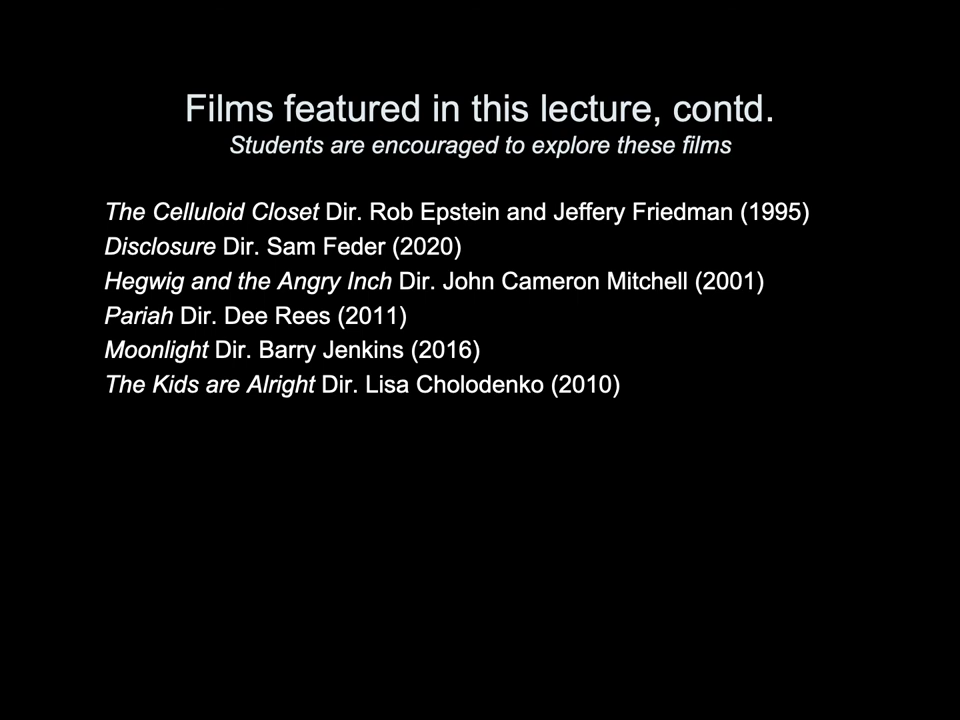 Films featured in this lecture, contd.
Students are encouraged to explore these films
The Celluloid Closet Dir. Rob Epstein and Jeffery Friedman (1995)
Disclosure Dir. Sam Feder (2020)
Hegwig and the Angry Inch Dir. John Cameron Mitchell (2001)
Pariah Dir. Dee Rees (2011)
Moonlight Dir. Barry Jenkins (2016)
The Kids are Alright Dir. Lisa Cholodenko (2010)